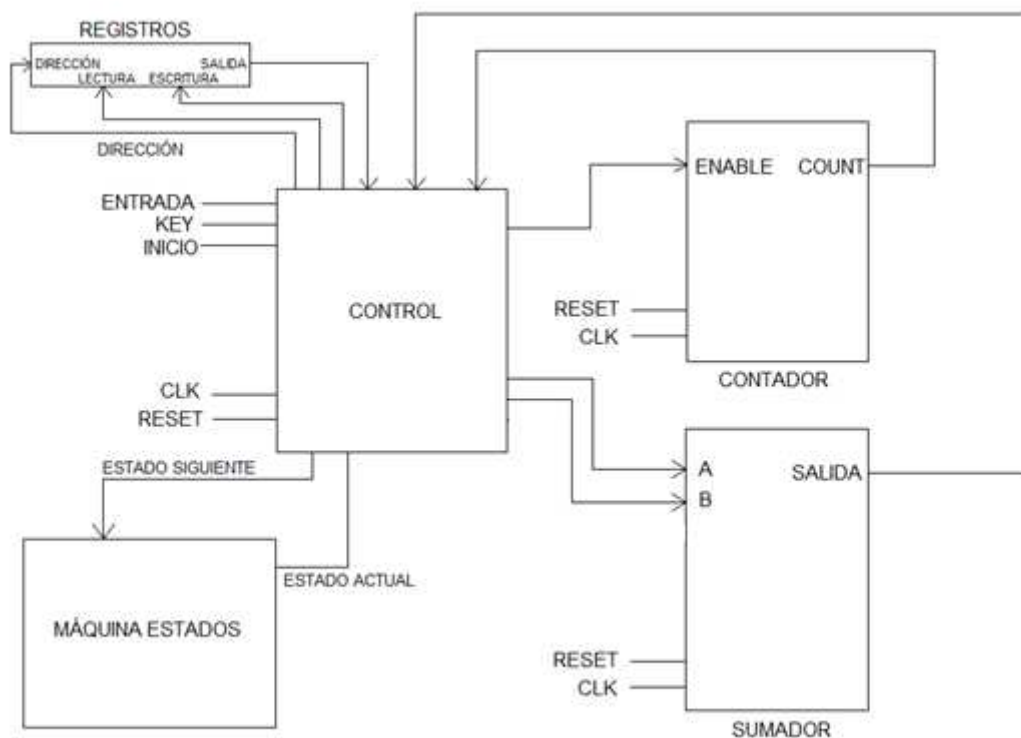 REGISTROS
DIRECCIÓN
SALIDA
LECTURA ESCRITURA
DIRECCIÓN
ENTRADA
KEY
INICIO
CONTROL
CLK
RESET
ENABLE COUNT
RESET
CLK
CONTADOR
ESTADO SIGUIENTE
ESTADO ACTUAL
MÁQUINA ESTADOS
A
B
SALIDA
RESET
CLK
SUMADOR